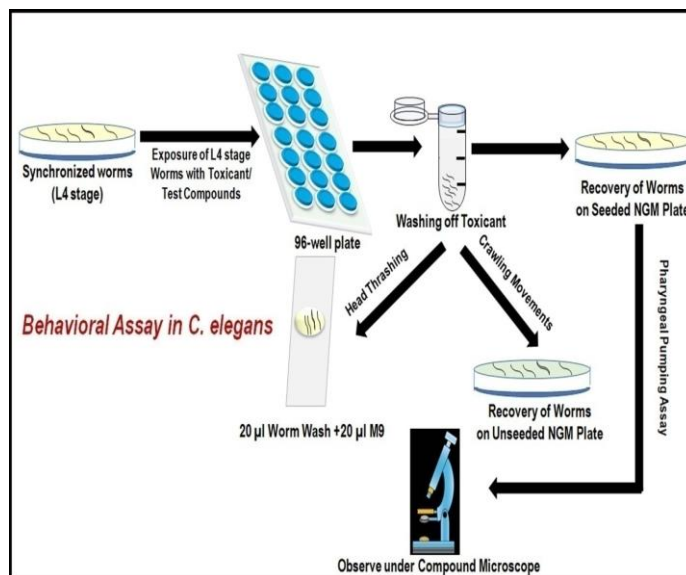 Synchronized worms
(L4 stage)
Exposure of L4 stage
Worms with Toxicant/
Test Compounds
96-well plate
Washing off Toxicant
Recovery of Worms
on Seeded NGM Plate
Head Thrashing
Crawling Movements
Pharyngeal Pumping Assay
Behavioral Assay in C. elegans
20 µl Worm Wash +20 µl M9
Recovery of Worms
on Unseeded NGM Plate
Observe under Compound Microscope